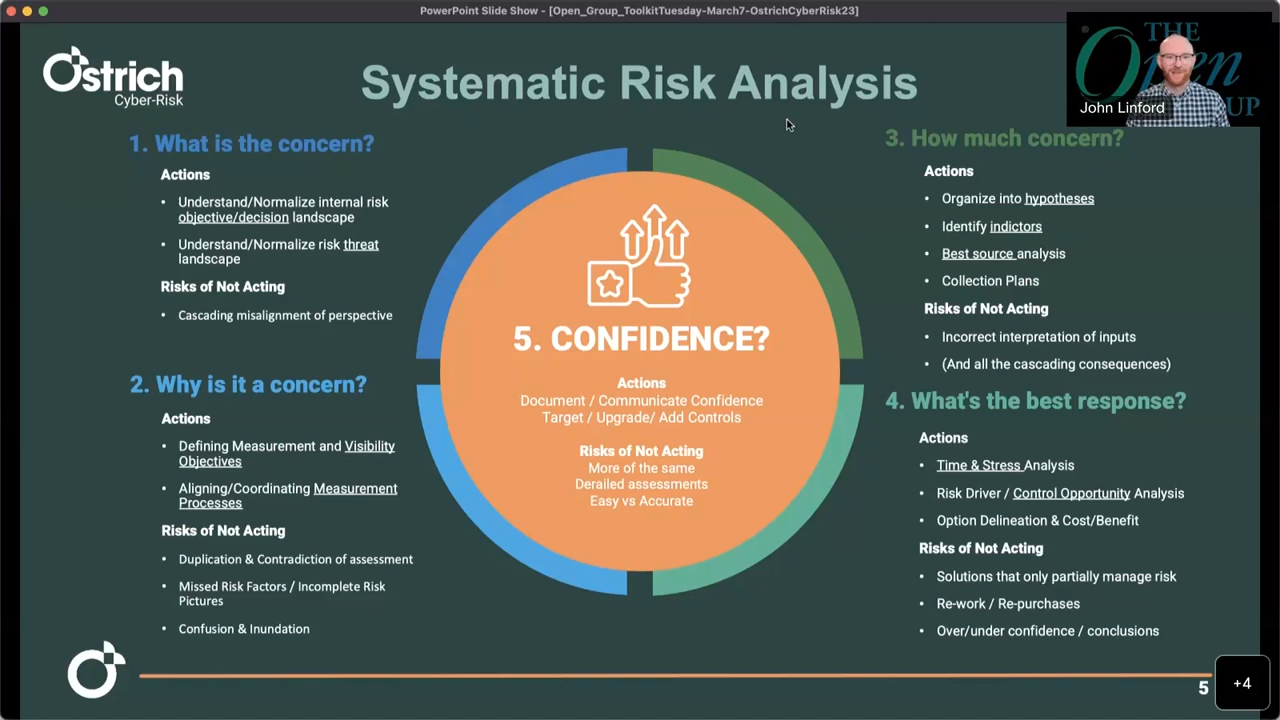 PowerPoint Slide Show - [Open_Group_ToolkitTuesday-March7-OstrichCyberRisk23]
Ostrich
Cyber-Risk
Systematic Risk Analysis
THE
Open
UP
John Linford
1. What is the concern?
Actions
• Understand/Normalize internal risk
objective/decision landscape
• Understand/Normalize risk threat
landscape
Risks of Not Acting
• Cascading misalignment of perspective
2. Why is it a concern?
Actions
• Defining Measurement and Visibility
Objectives
• Aligning/Coordinating Measurement
Processes
Risks of Not Acting
• Duplication & Contradiction of assessment
• Missed Risk Factors / Incomplete Risk
Pictures
• Confusion & Inundation
5. CONFIDENCE?
Actions
Document / Communicate Confidence
Target / Upgrade/ Add Controls
Risks of Not Acting
More of the same
Derailed assessments
Easy vs Accurate
3. How much concern?
Actions
• Organize into hypotheses
• Identify indictors
• Best source analysis
• Collection Plans
Risks of Not Acting
• Incorrect interpretation of inputs
• (And all the cascading consequences)
4. What's the best response?
Actions
• Time & Stress Analysis
• Risk Driver / Control Opportunity Analysis
• Option Delineation & Cost/Benefit
Risks of Not Acting
• Solutions that only partially manage risk
• Re-work / Re-purchases
• Over/under confidence / conclusions
5
+4